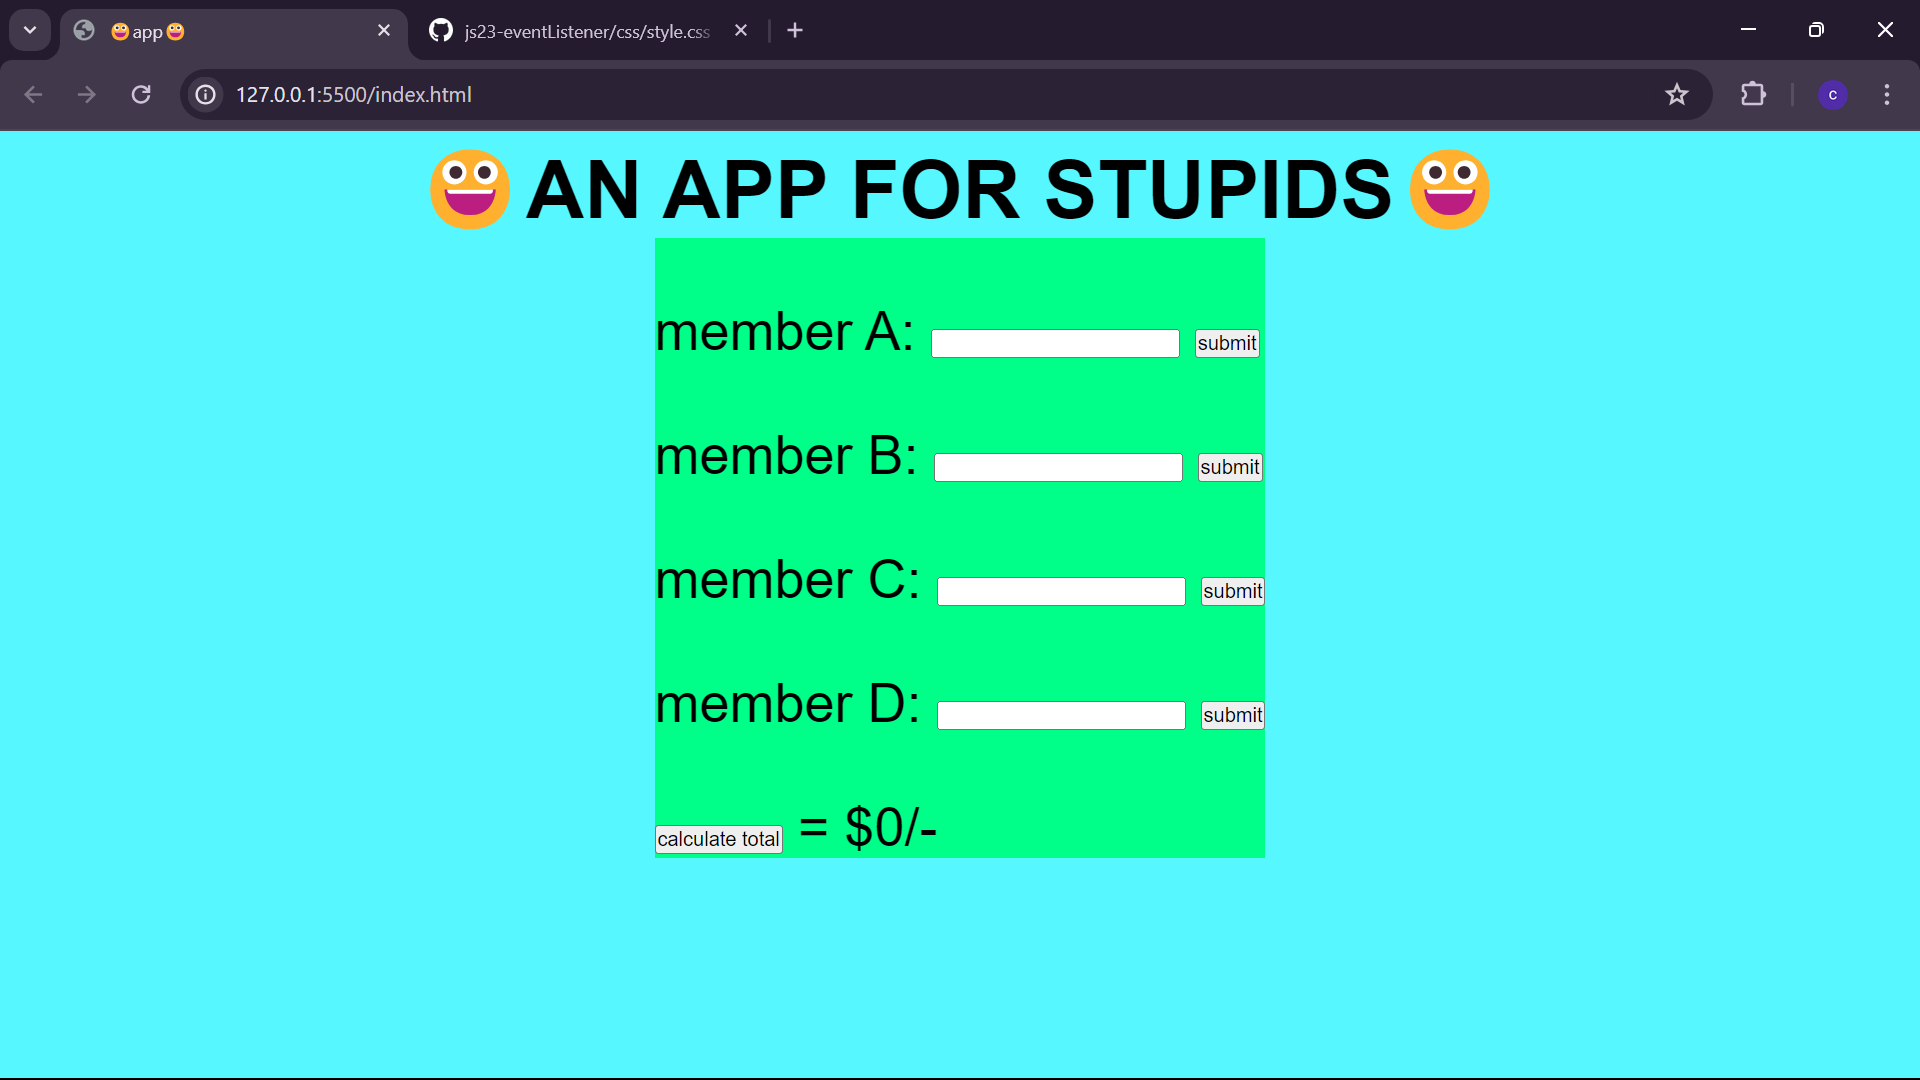 😀app😀
js23-eventListener/css/style.css
127.0.0.1:5500/index.html
c
😀 AN APP FOR STUPIDS 😀
member A: submit
member B: submit
member C: submit
member D: submit
calculate total = $0/-